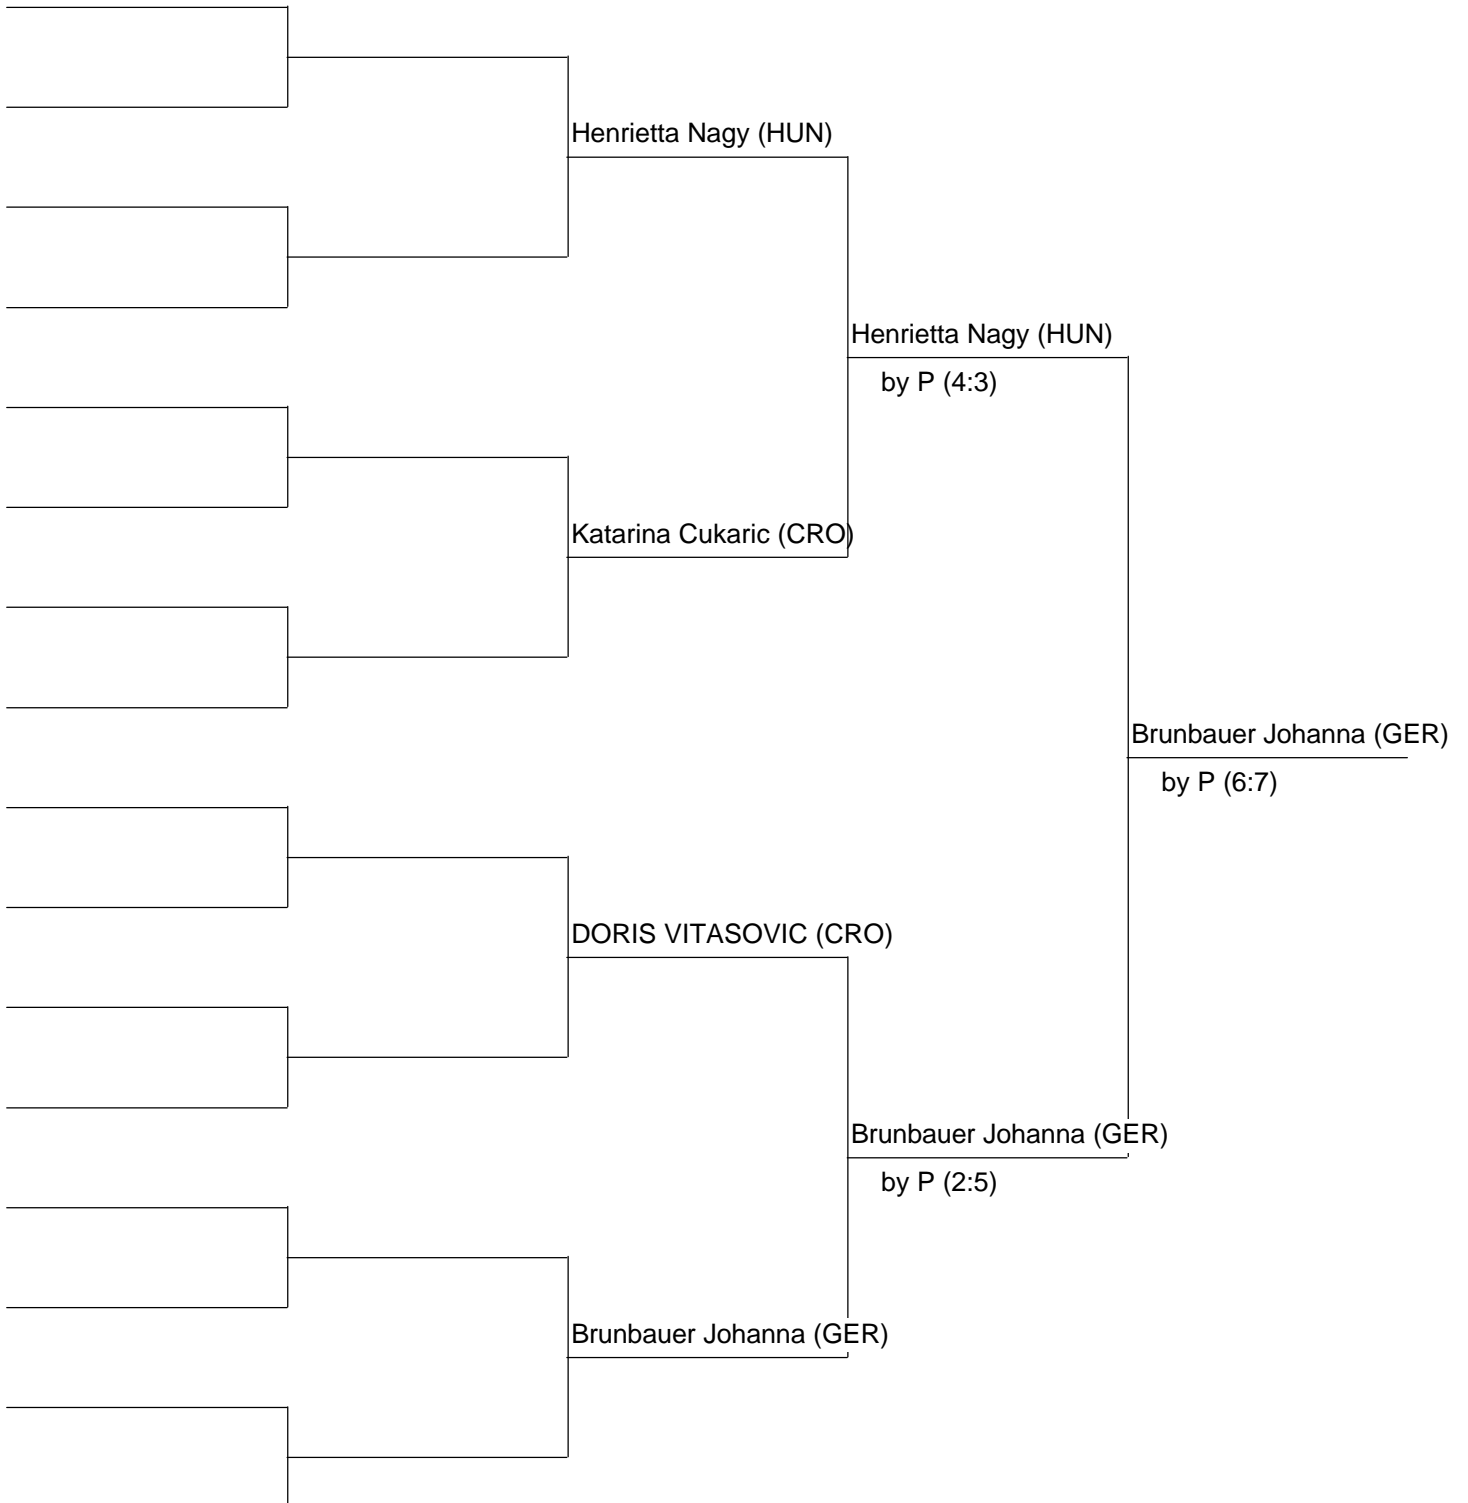 Henrietta Nagy (HUN)
Henrietta Nagy (HUN)
by P (4:3)
Katarina Cukaric (CRO)
Brunbauer Johanna (GER)
by P (6:7)
DORIS VITASOVIC (CRO)
Brunbauer Johanna (GER)
by P (2:5)
Brunbauer Johanna (GER)